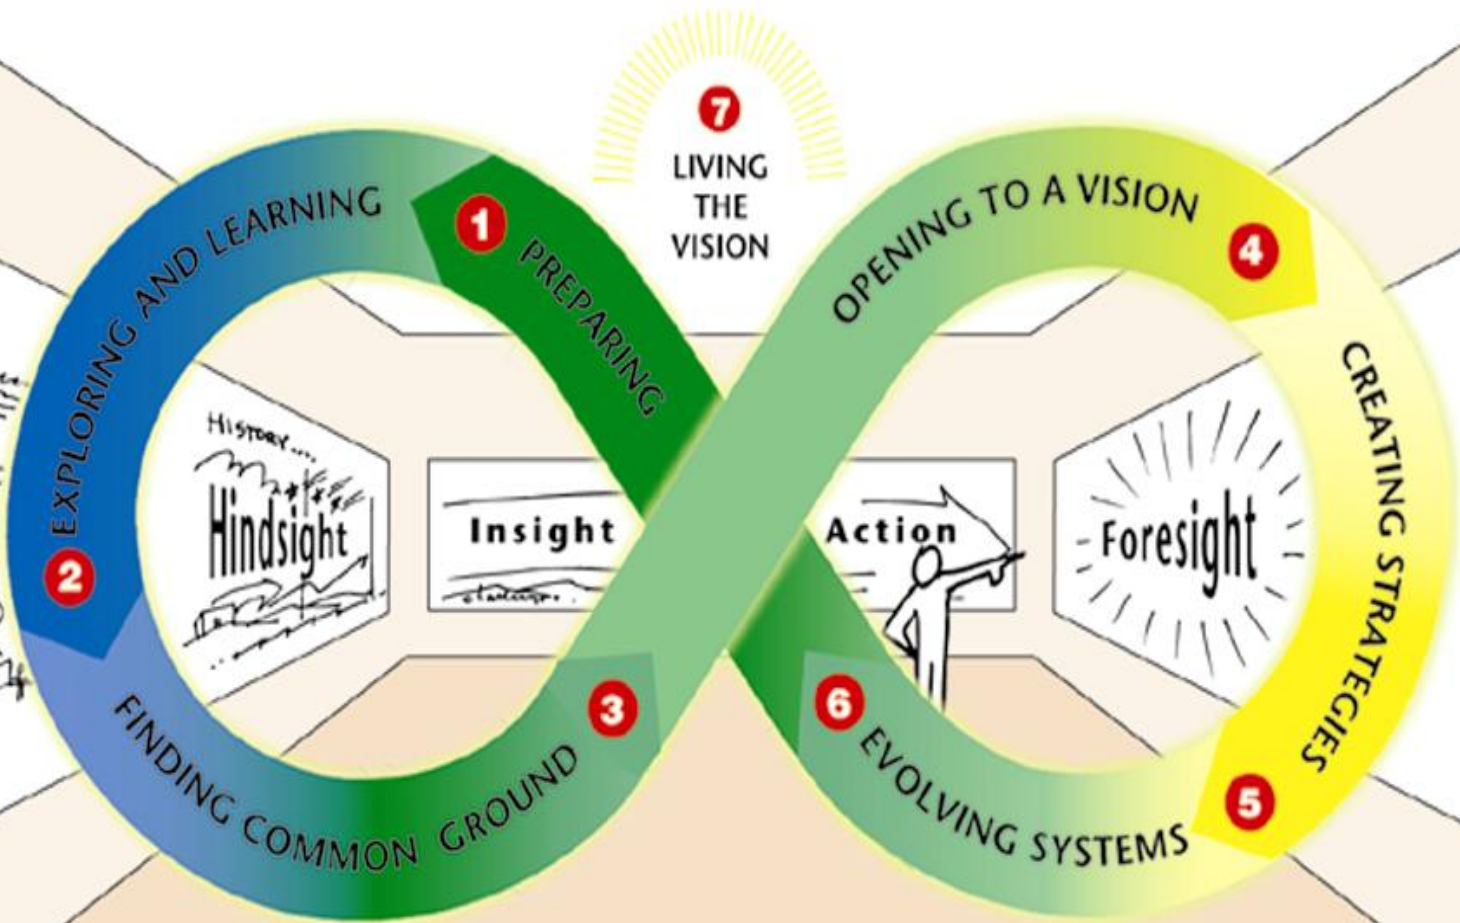 7
LIVING
THE
VISION
1
PREPARING
EXPLORING AND LEARNING
2
FINDING COMMON GROUND
3
OPENING TO A VISION
4
CREATING STRATEGIES
5
EVOLVING SYSTEMS
6
HISTORY....
Hindsight
Insight
Action
Foresight